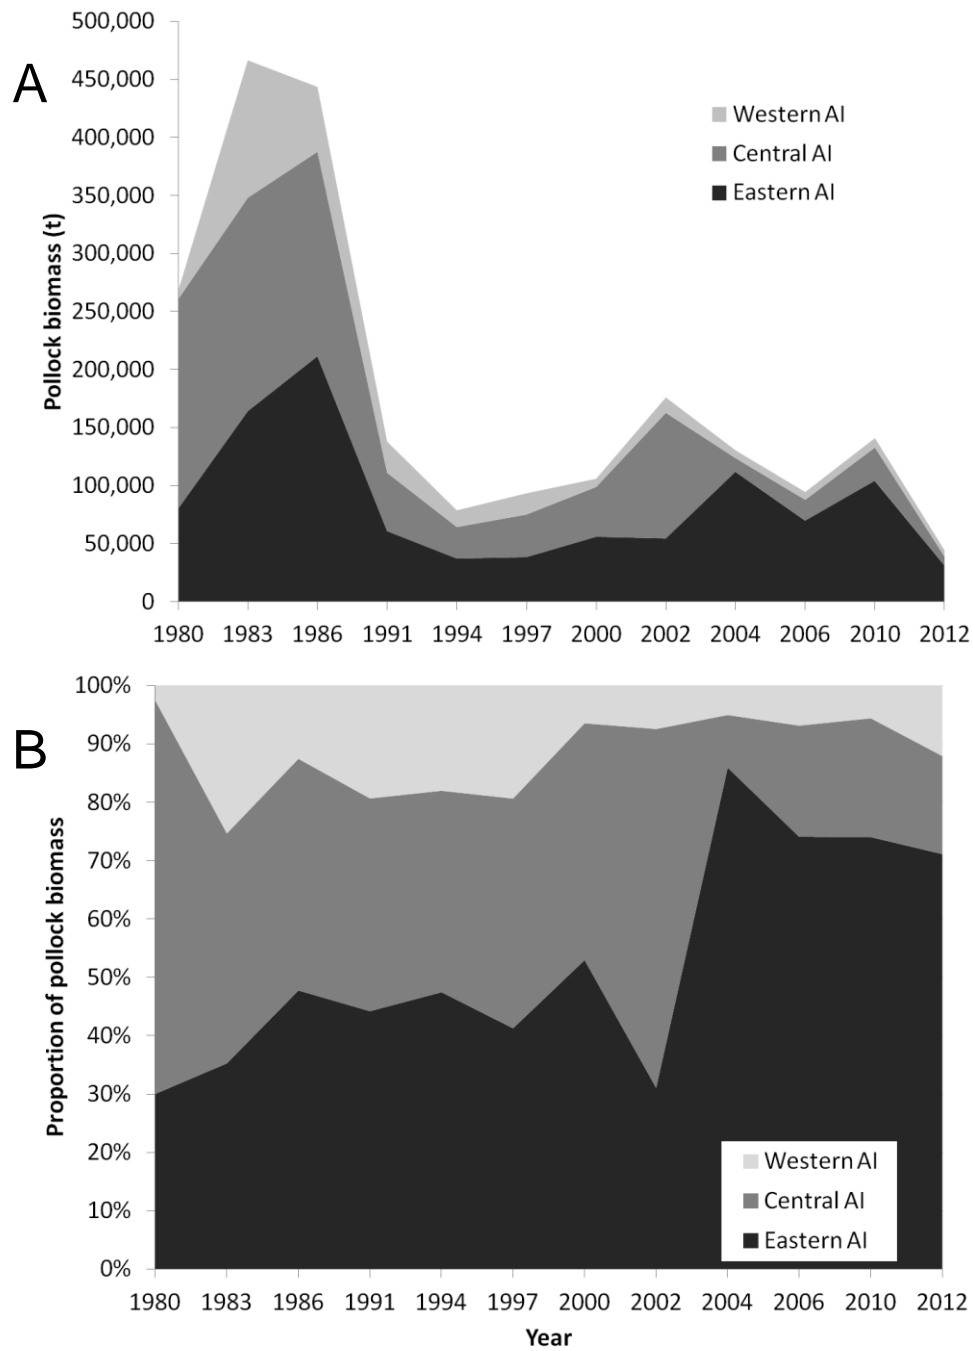 A
Pollock biomass (t)
500,000
450,000
400,000
350,000
300,000
250,000
200,000
150,000
100,000
50,000
0
Western AI
Central AI
Eastern AI
1980 1983 1986 1991 1994 1997 2000 2002 2004 2006 2010 2012
B
Proportion of pollock biomass
100%
90%
80%
70%
60%
50%
40%
30%
20%
10%
0%
Western AI
Central AI
Eastern AI
1980 1983 1986 1991 1994 1997 2000 2002 2004 2006 2010 2012
Year